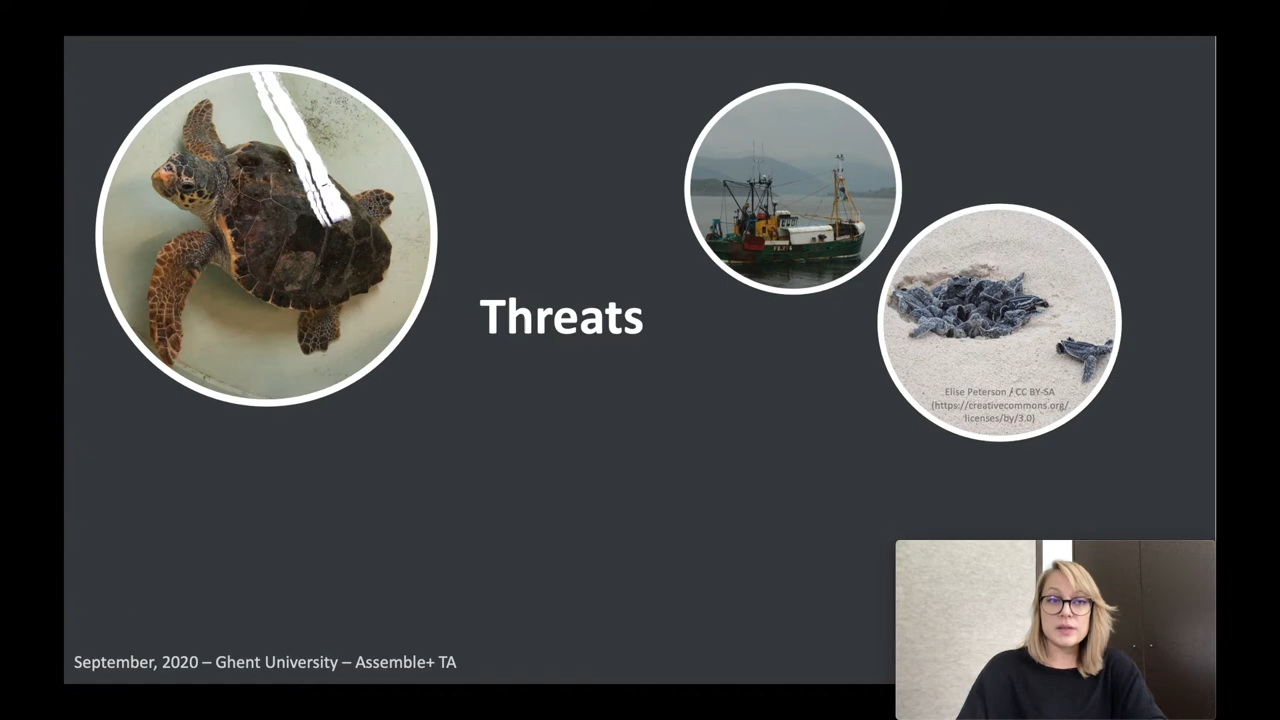 Threats
Elise Peterson / CC BY-SA
(https://creativecommons.org/
licenses/by/3.0)
September, 2020 – Ghent University – Assemble+ TA